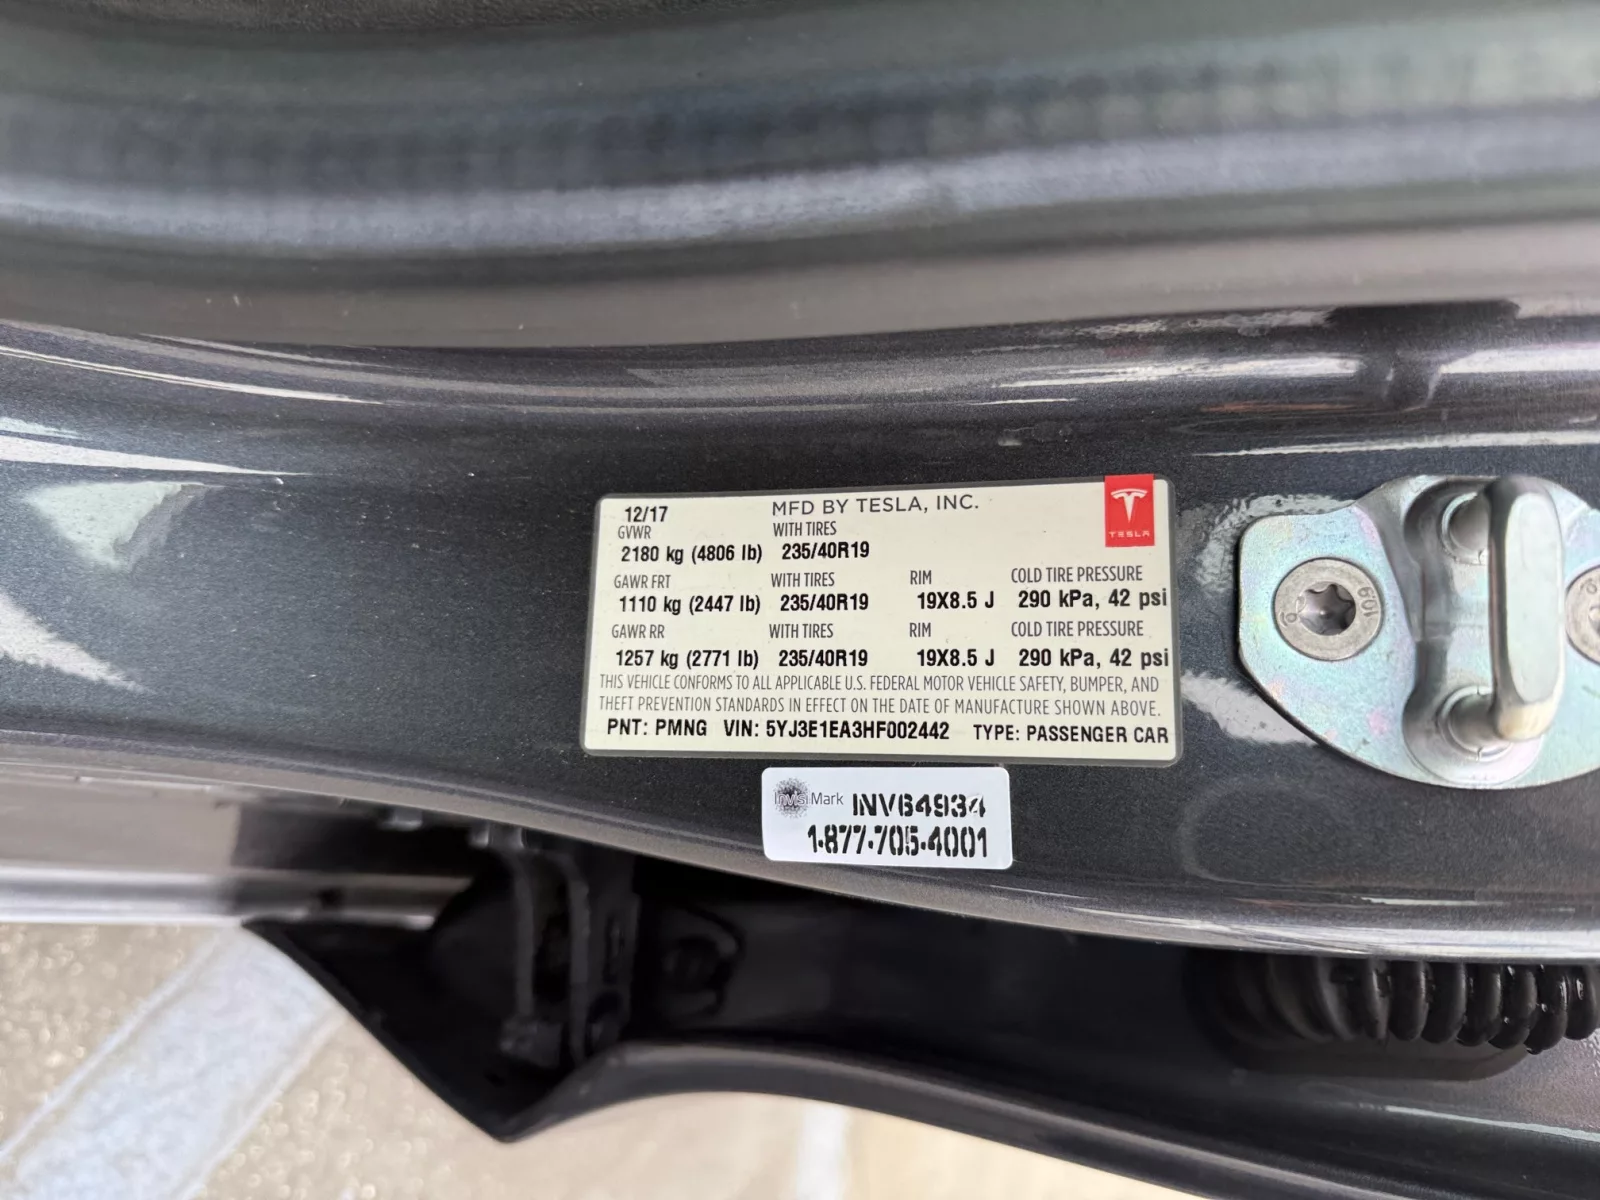 12/17 MFD BY TESLA, INC.
TESLA
GVWR WITH TIRES
2180 kg (4806 lb) 235/40R19
GAWR FRT WITH TIRES RIM COLD TIRE PRESSURE
1110 kg (2447 lb) 235/40R19 19X8.5 J 290 kPa, 42 psi
GAWR RR WITH TIRES RIM COLD TIRE PRESSURE
1257 kg (2771 lb) 235/40R19 19X8.5 J 290 kPa, 42 psi
THIS VEHICLE CONFORMS TO ALL APPLICABLE U.S. FEDERAL MOTOR VEHICLE SAFETY, BUMPER, AND
THEFT PREVENTION STANDARDS IN EFFECT ON THE DATE OF MANUFACTURE SHOWN ABOVE.
PNT: PMNG VIN: 5YJ3E1EA3HF002442 TYPE: PASSENGER CAR
InVisMark INV64934
1-877-705-4001
10.9